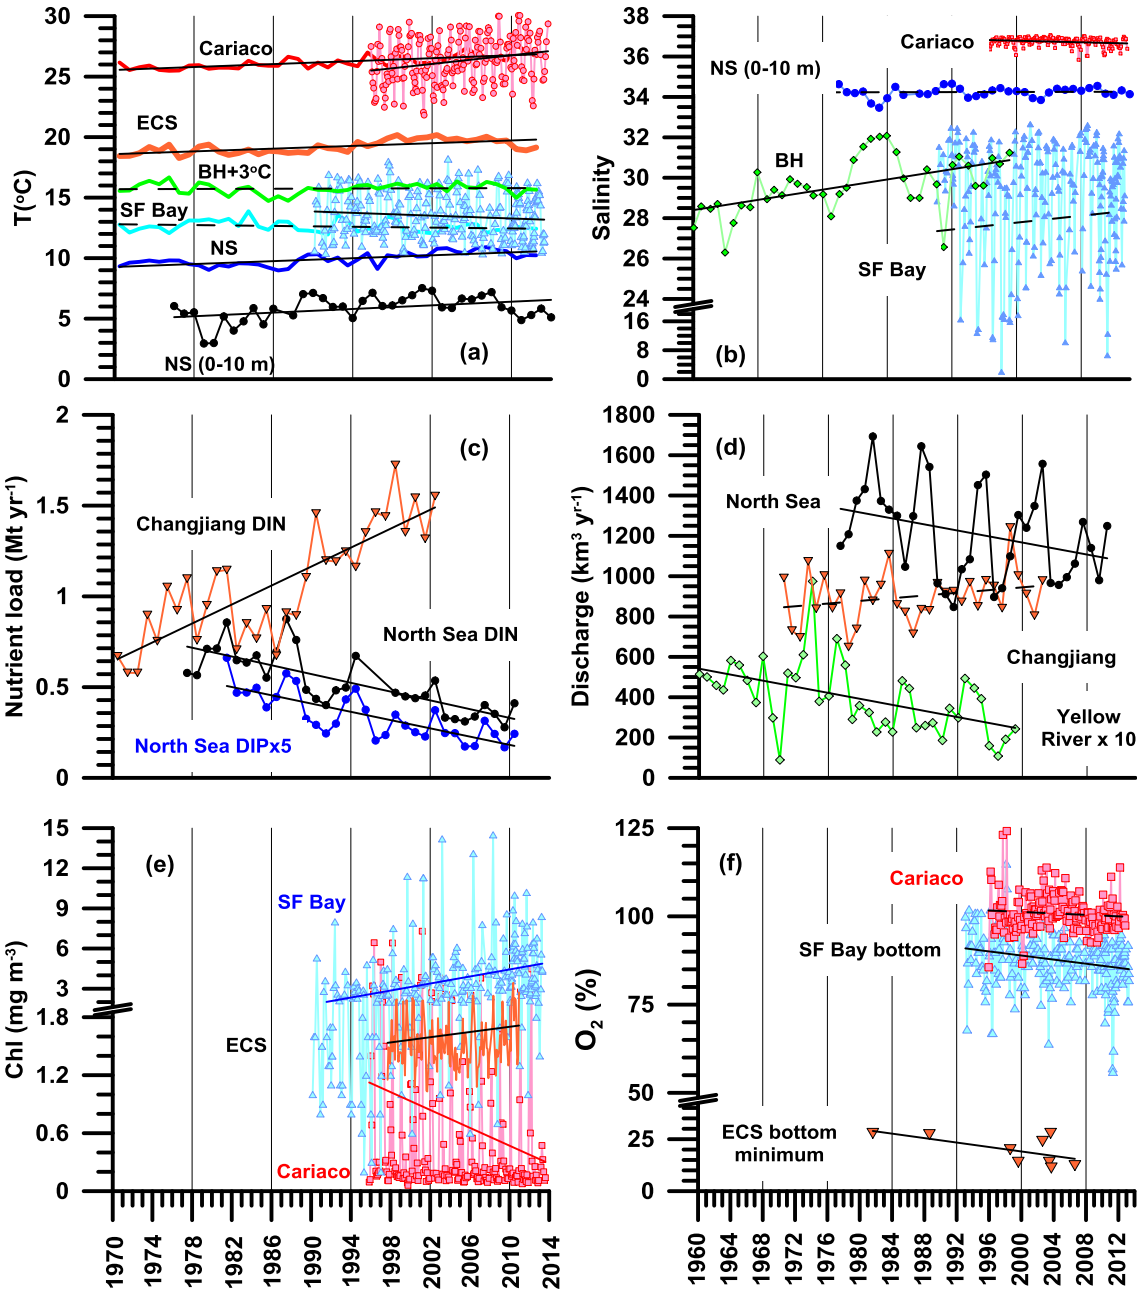 30
25
20
15
10
5
0
T(°C)
Cariaco
ECS
BH+3°C
SF Bay
NS
NS (0-10 m)
(a)
38
36
34
32
30
28
26
24
16
8
0
Salinity
Cariaco
NS (0-10 m)
BH
SF Bay
(b)
2
1.5
1
0.5
0
Nutrient load (Mt yr⁻¹)
(c)
Changjiang DIN
North Sea DIN
North Sea DIPx5
1800
1600
1400
1200
1000
800
600
400
200
0
Discharge (km³ yr⁻¹)
(d)
North Sea
Changjiang
Yellow
River x 10
15
12
9
6
3
1.8
1.2
0.6
0
Chl (mg m⁻³)
(e)
SF Bay
ECS
Cariaco
1970
1974
1978
1982
1986
1990
1994
1998
2002
2006
2010
2014
125
100
75
50
25
0
O₂ (%)
(f)
Cariaco
SF Bay bottom
ECS bottom
minimum
1960
1964
1968
1972
1976
1980
1984
1988
1992
1996
2000
2004
2008
2012